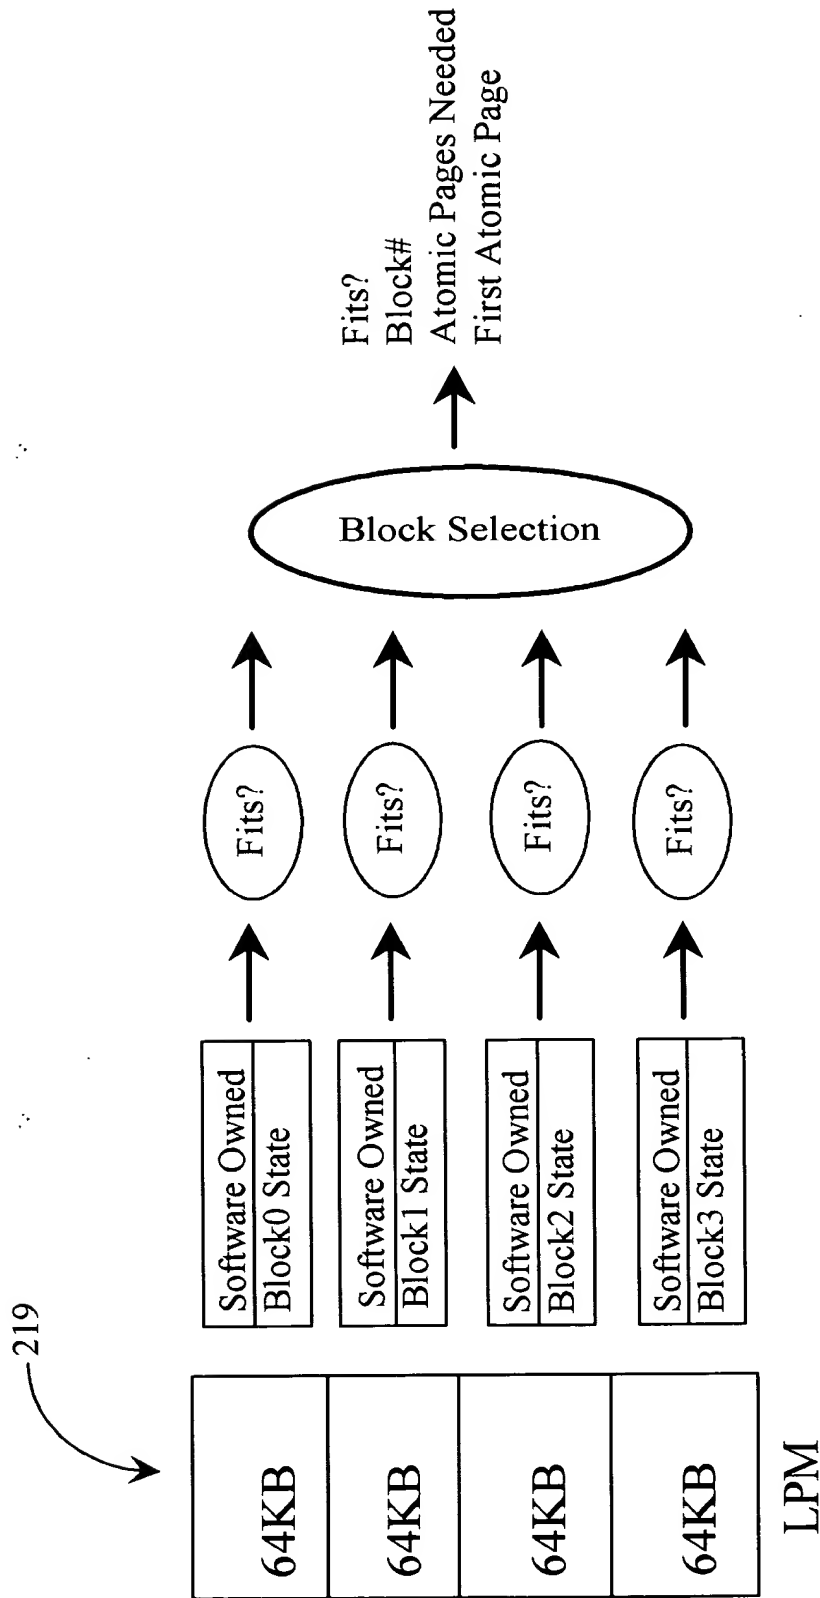 219
64KB
64KB
64KB
64KB
LPM
Software Owned
Block0 State
Software Owned
Block1 State
Software Owned
Block2 State
Software Owned
Block3 State
Fits?
Fits?
Fits?
Fits?
Block Selection
Fits?
Block#
Atomic Pages Needed
First Atomic Page